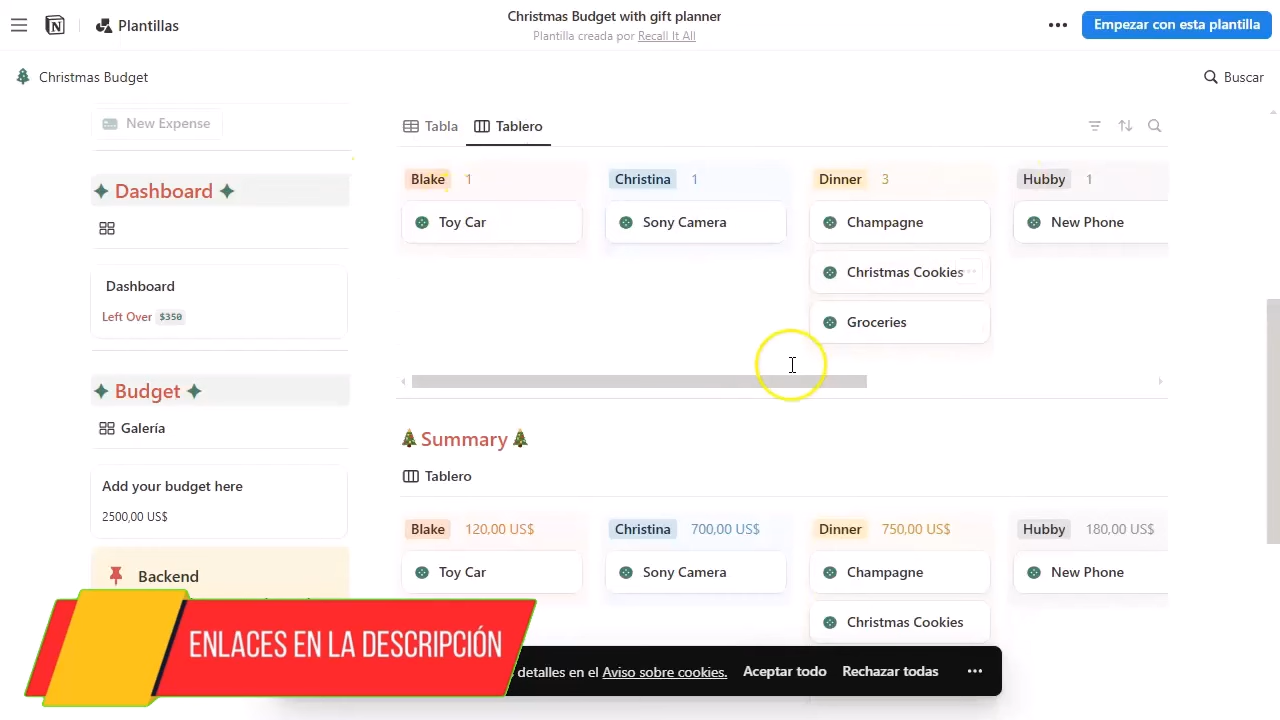 Plantillas
Christmas Budget with gift planner
Plantilla creada por Recall It All
Empezar con esta plantilla
Christmas Budget
Buscar
New Expense
Dashboard
Dashboard
Left Over $350
Budget
Galería
Add your budget here
2500,00 US$
Backend
Tabla
Tablero
Blake 1
Christina 1
Dinner 3
Hubby 1
Toy Car
Sony Camera
Champagne
New Phone
Christmas Cookies
Groceries
Summary
Tablero
Blake 120,00 US$
Christina 700,00 US$
Dinner 750,00 US$
Hubby 180,00 US$
Toy Car
Sony Camera
Champagne
New Phone
Christmas Cookies
ENLACES EN LA DESCRIPCIÓN
detalles en el Aviso sobre cookies.
Aceptar todo
Rechazar todas